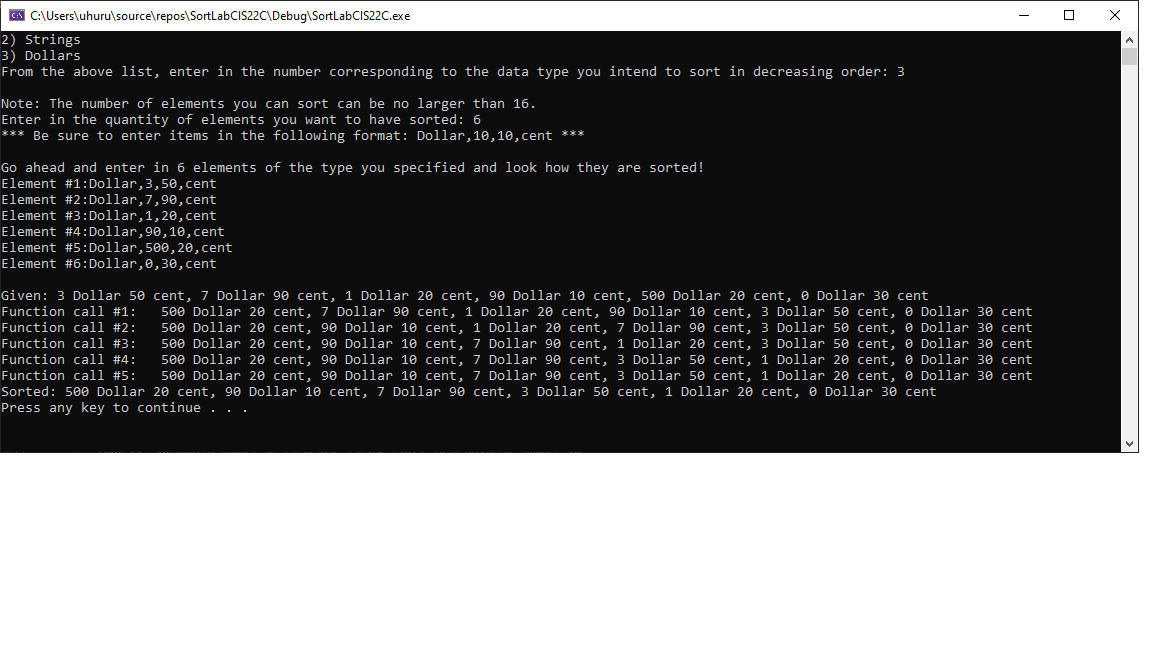 C:\Users\uhuru\source\repos\SortLabCIS22C\Debug\SortLabCIS22C.exe
2) Strings
3) Dollars
From the above list, enter in the number corresponding to the data type you intend to sort in decreasing order: 3
Note: The number of elements you can sort can be no larger than 16.
Enter in the quantity of elements you want to have sorted: 6
*** Be sure to enter items in the following format: Dollar,10,10,cent ***
Go ahead and enter in 6 elements of the type you specified and look how they are sorted!
Element #1:Dollar,3,50,cent
Element #2:Dollar,7,90,cent
Element #3:Dollar,1,20,cent
Element #4:Dollar,90,10,cent
Element #5:Dollar,500,20,cent
Element #6:Dollar,0,30,cent
Given: 3 Dollar 50 cent, 7 Dollar 90 cent, 1 Dollar 20 cent, 90 Dollar 10 cent, 500 Dollar 20 cent, 0 Dollar 30 cent
Function call #1:   500 Dollar 20 cent, 7 Dollar 90 cent, 1 Dollar 20 cent, 90 Dollar 10 cent, 3 Dollar 50 cent, 0 Dollar 30 cent
Function call #2:   500 Dollar 20 cent, 90 Dollar 10 cent, 1 Dollar 20 cent, 7 Dollar 90 cent, 3 Dollar 50 cent, 0 Dollar 30 cent
Function call #3:   500 Dollar 20 cent, 90 Dollar 10 cent, 7 Dollar 90 cent, 1 Dollar 20 cent, 3 Dollar 50 cent, 0 Dollar 30 cent
Function call #4:   500 Dollar 20 cent, 90 Dollar 10 cent, 7 Dollar 90 cent, 3 Dollar 50 cent, 1 Dollar 20 cent, 0 Dollar 30 cent
Function call #5:   500 Dollar 20 cent, 90 Dollar 10 cent, 7 Dollar 90 cent, 3 Dollar 50 cent, 1 Dollar 20 cent, 0 Dollar 30 cent
Sorted: 500 Dollar 20 cent, 90 Dollar 10 cent, 7 Dollar 90 cent, 3 Dollar 50 cent, 1 Dollar 20 cent, 0 Dollar 30 cent
Press any key to continue . . .